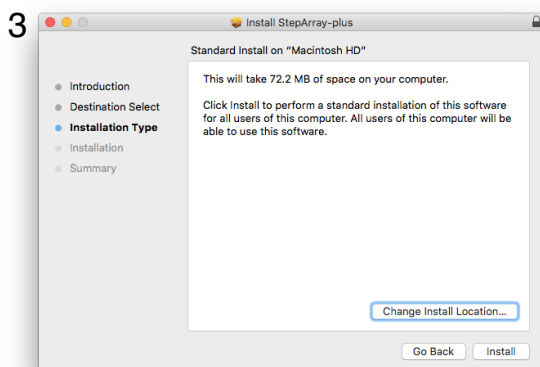 3
Install StepArray-plus
Standard Install on “Macintosh HD”
Introduction
Destination Select
Installation Type
Installation
Summary
This will take 72.2 MB of space on your computer.
Click Install to perform a standard installation of this software
for all users of this computer. All users of this computer will be
able to use this software.
Change Install Location...
Go Back
Install